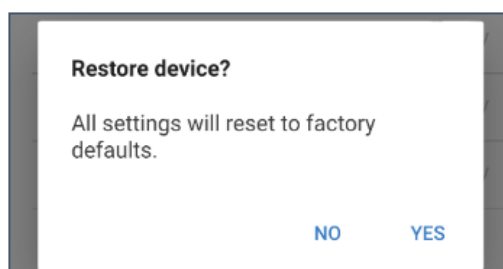 Restore device?
All settings will reset to factory
defaults.
NO YES